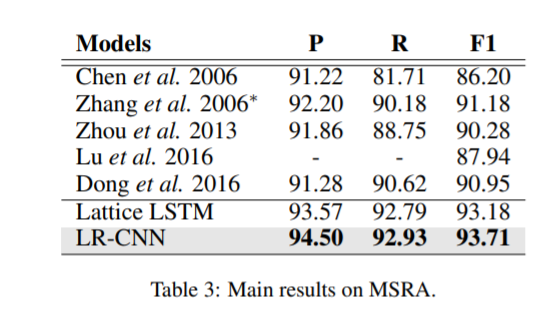 Models P R F1
Chen et al. 2006 91.22 81.71 86.20
Zhang et al. 2006* 92.20 90.18 91.18
Zhou et al. 2013 91.86 88.75 90.28
Lu et al. 2016 - - 87.94
Dong et al. 2016 91.28 90.62 90.95
Lattice LSTM 93.57 92.79 93.18
LR-CNN 94.50 92.93 93.71
Table 3: Main results on MSRA.